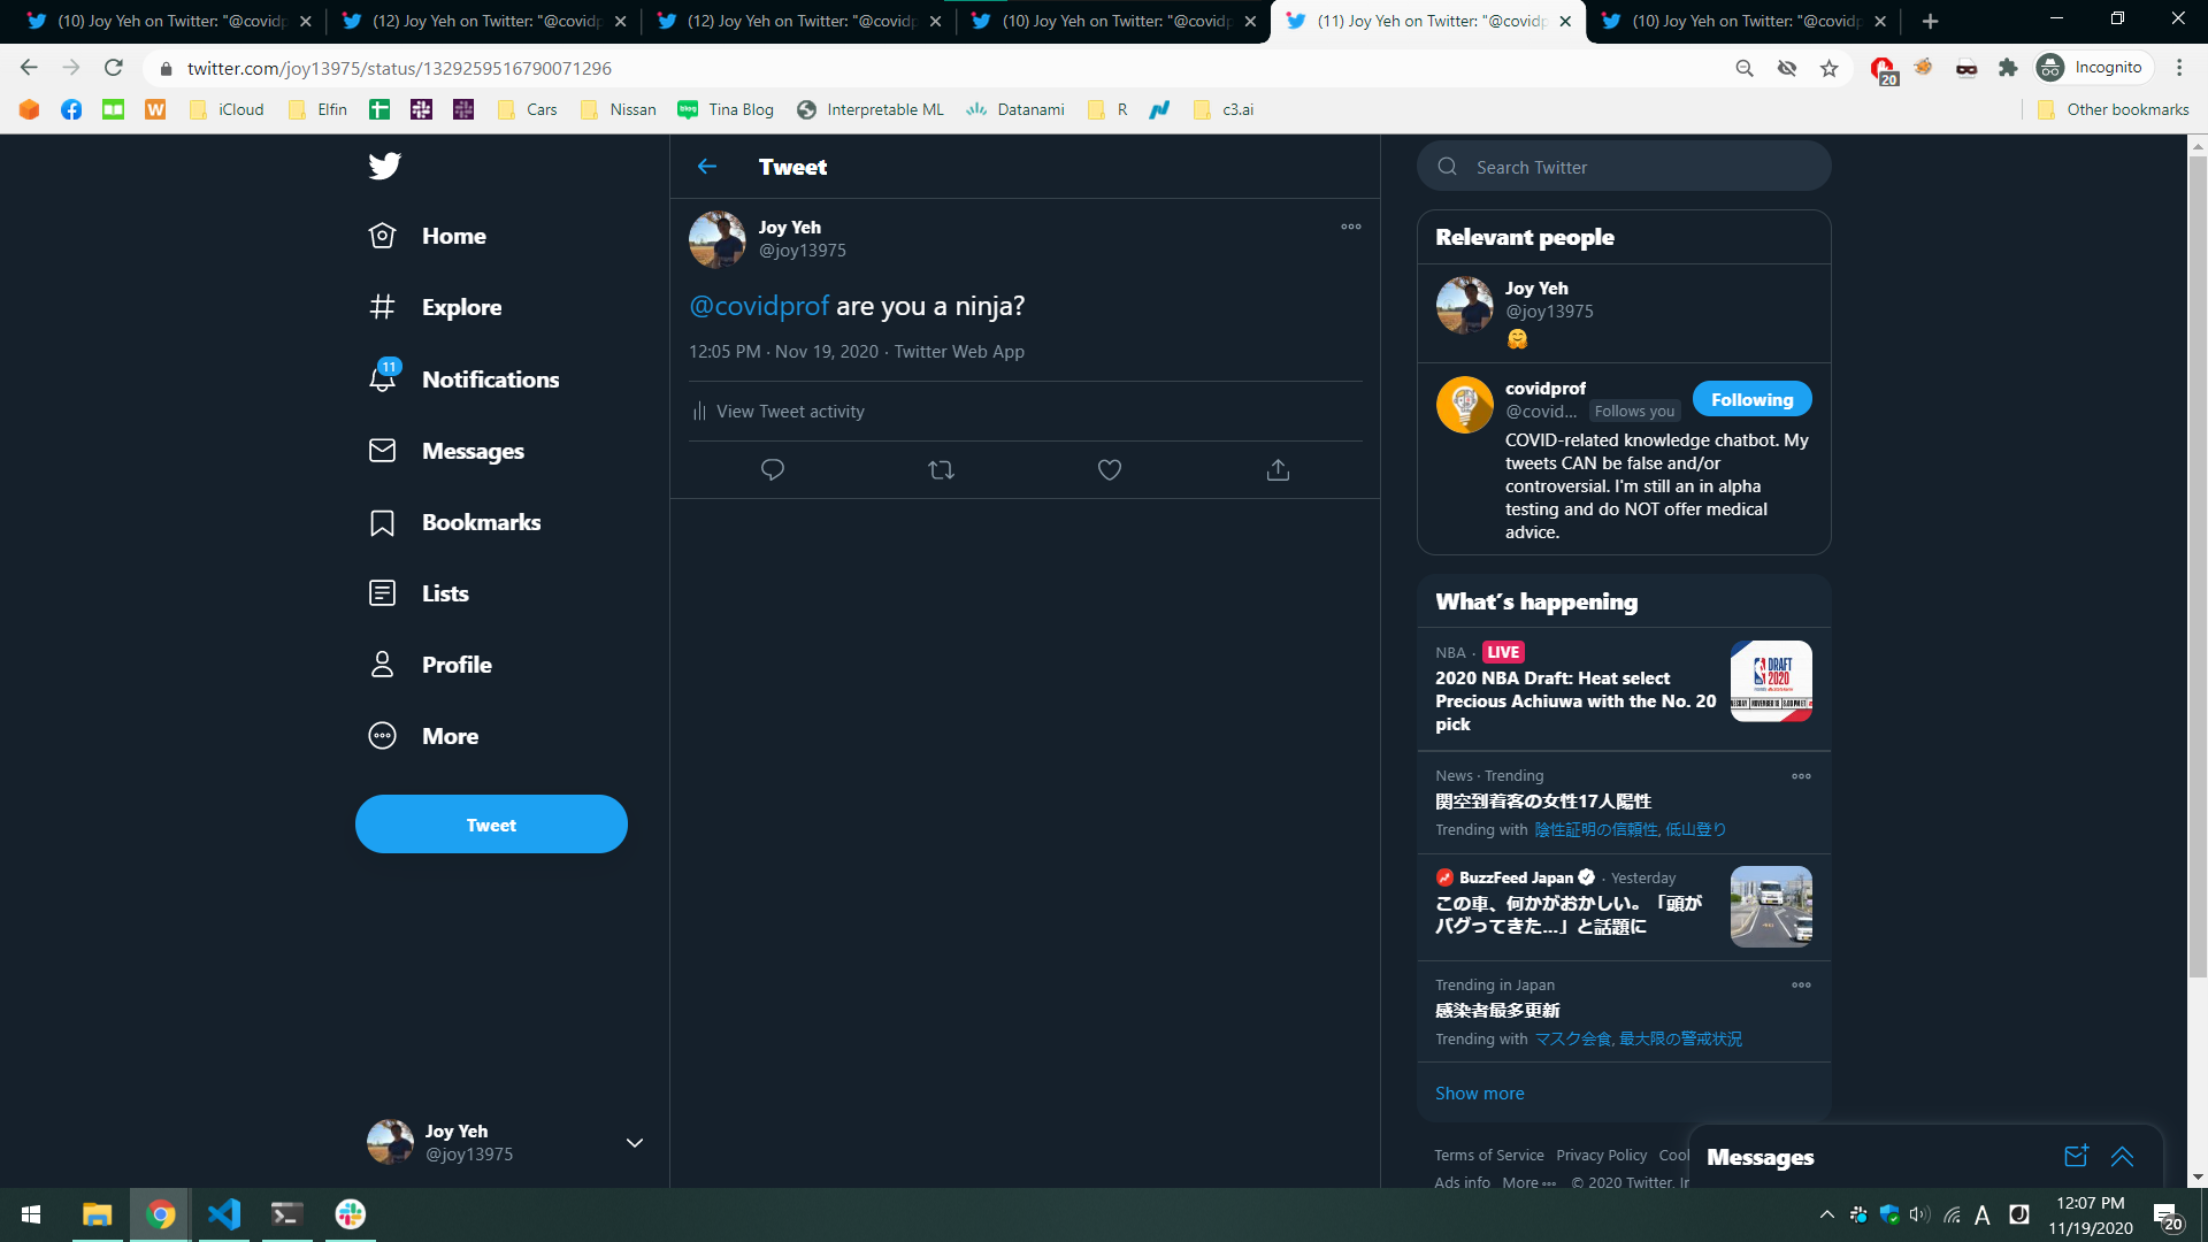 (10) Joy Yeh on Twitter: "@covidp
(12) Joy Yeh on Twitter: "@covidp
(12) Joy Yeh on Twitter: "@covidp
(10) Joy Yeh on Twitter: "@covidp
(11) Joy Yeh on Twitter: "@covidp
(10) Joy Yeh on Twitter: "@covidp
twitter.com/joy13975/status/1329259516790071296
20
Incognito
iCloud
Elfin
Cars
Nissan
Tina Blog
Interpretable ML
Datanami
R
c3.ai
Other bookmarks
Home
Explore
11
Notifications
Messages
Bookmarks
Lists
Profile
More
Tweet
Joy Yeh
@joy13975
Tweet
Joy Yeh
@joy13975
@covidprof are you a ninja?
12:05 PM · Nov 19, 2020 · Twitter Web App
View Tweet activity
Search Twitter
Relevant people
Joy Yeh
@joy13975
covidprof
@covid... Follows you
Following
COVID-related knowledge chatbot. My
tweets CAN be false and/or
controversial. I'm still an in alpha
testing and do NOT offer medical
advice.
What's happening
NBA · LIVE
2020 NBA Draft: Heat select
Precious Achiuwa with the No. 20
pick
DRAFT
2020
News · Trending
関空到着客の女性17人陽性
Trending with 陰性証明の信頼性, 低山登り
BuzzFeed Japan · Yesterday
この車、何かがおかしい。「頭が
バグってきた...」と話題に
Trending in Japan
感染者最多更新
Trending with マスク会食, 最大限の警戒状況
Show more
Terms of Service Privacy Policy Cool
Ads info More ••• © 2020 Twitter, In
Messages
A
12:07 PM
11/19/2020
20